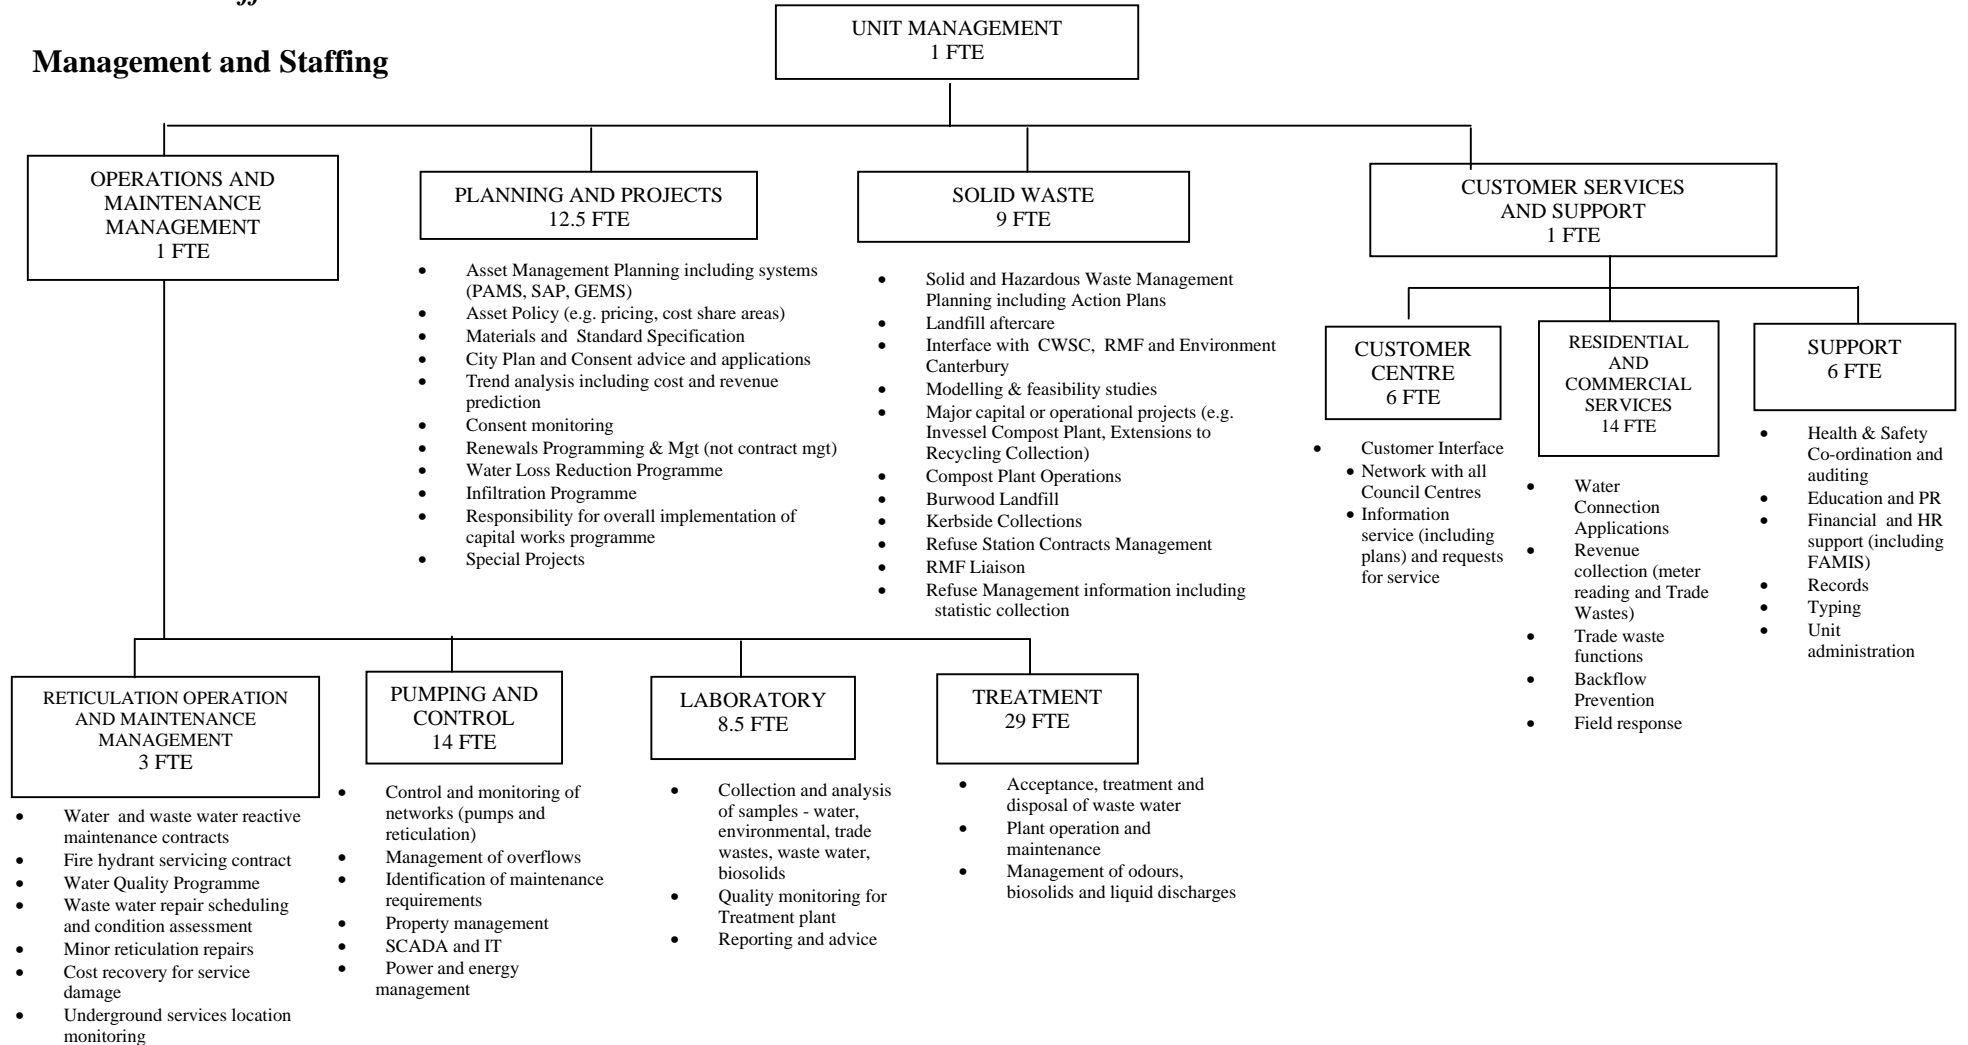 Management and Staffing
UNIT MANAGEMENT
1 FTE
OPERATIONS AND
MAINTENANCE
MANAGEMENT
1 FTE
PLANNING AND PROJECTS
12.5 FTE
• Asset Management Planning including systems
(PAMS, SAP, GEMS)
• Asset Policy (e.g. pricing, cost share areas)
• Materials and Standard Specification
• City Plan and Consent advice and applications
• Trend analysis including cost and revenue
prediction
• Consent monitoring
• Renewals Programming & Mgt (not contract mgt)
• Water Loss Reduction Programme
• Infiltration Programme
• Responsibility for overall implementation of
capital works programme
• Special Projects
SOLID WASTE
9 FTE
• Solid and Hazardous Waste Management
Planning including Action Plans
• Landfill aftercare
• Interface with CWSC, RMF and Environment
Canterbury
• Modelling & feasibility studies
• Major capital or operational projects (e.g.
Invessel Compost Plant, Extensions to
Recycling Collection)
• Compost Plant Operations
• Burwood Landfill
• Kerbside Collections
• Refuse Station Contracts Management
• RMF Liaison
• Refuse Management information including
statistic collection
CUSTOMER SERVICES
AND SUPPORT
1 FTE
CUSTOMER
CENTRE
6 FTE
• Customer Interface
• Network with all
Council Centres
• Information
service (including
plans) and requests
for service
RESIDENTIAL
AND
COMMERCIAL
SERVICES
14 FTE
• Water
Connection
Applications
• Revenue
collection (meter
reading and Trade
Wastes)
• Trade waste
functions
• Backflow
Prevention
• Field response
SUPPORT
6 FTE
• Health & Safety
Co-ordination and
auditing
• Education and PR
• Financial and HR
support (including
FAMIS)
• Records
• Typing
• Unit
administration
RETICULATION OPERATION
AND MAINTENANCE
MANAGEMENT
3 FTE
• Water and waste water reactive
maintenance contracts
• Fire hydrant servicing contract
• Water Quality Programme
• Waste water repair scheduling
and condition assessment
• Minor reticulation repairs
• Cost recovery for service
damage
• Underground services location
monitoring
PUMPING AND
CONTROL
14 FTE
• Control and monitoring of
networks (pumps and
reticulation)
• Management of overflows
• Identification of maintenance
requirements
• Property management
• SCADA and IT
• Power and energy
management
LABORATORY
8.5 FTE
• Collection and analysis
of samples - water,
environmental, trade
wastes, waste water,
biosolids
• Quality monitoring for
Treatment plant
• Reporting and advice
TREATMENT
29 FTE
• Acceptance, treatment and
disposal of waste water
• Plant operation and
maintenance
• Management of odours,
biosolids and liquid discharges